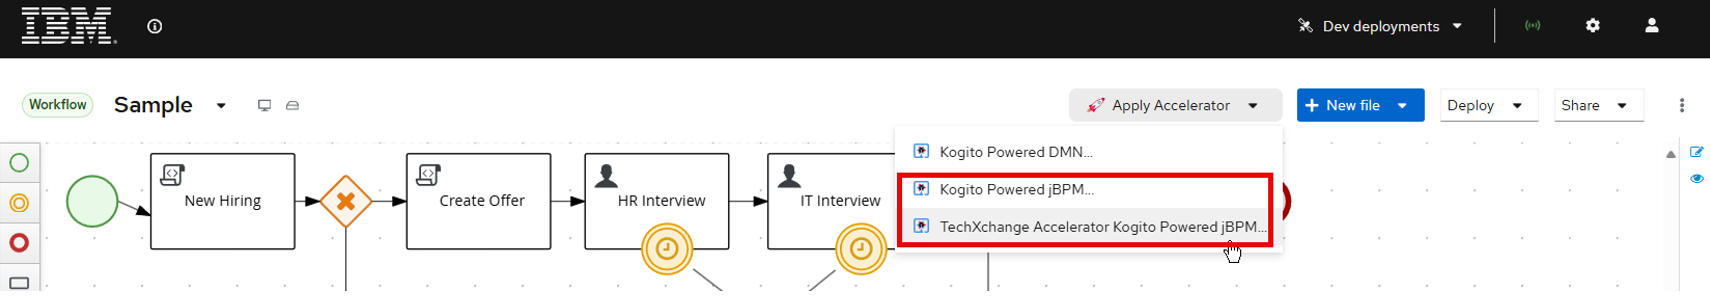 IBM.
Dev deployments
Workflow
Sample
Apply Accelerator
New file
Deploy
Share
Kogito Powered DMN...
Kogito Powered jBPM...
TechXchange Accelerator Kogito Powered jBPM...
New Hiring
Create Offer
HR Interview
IT Interview